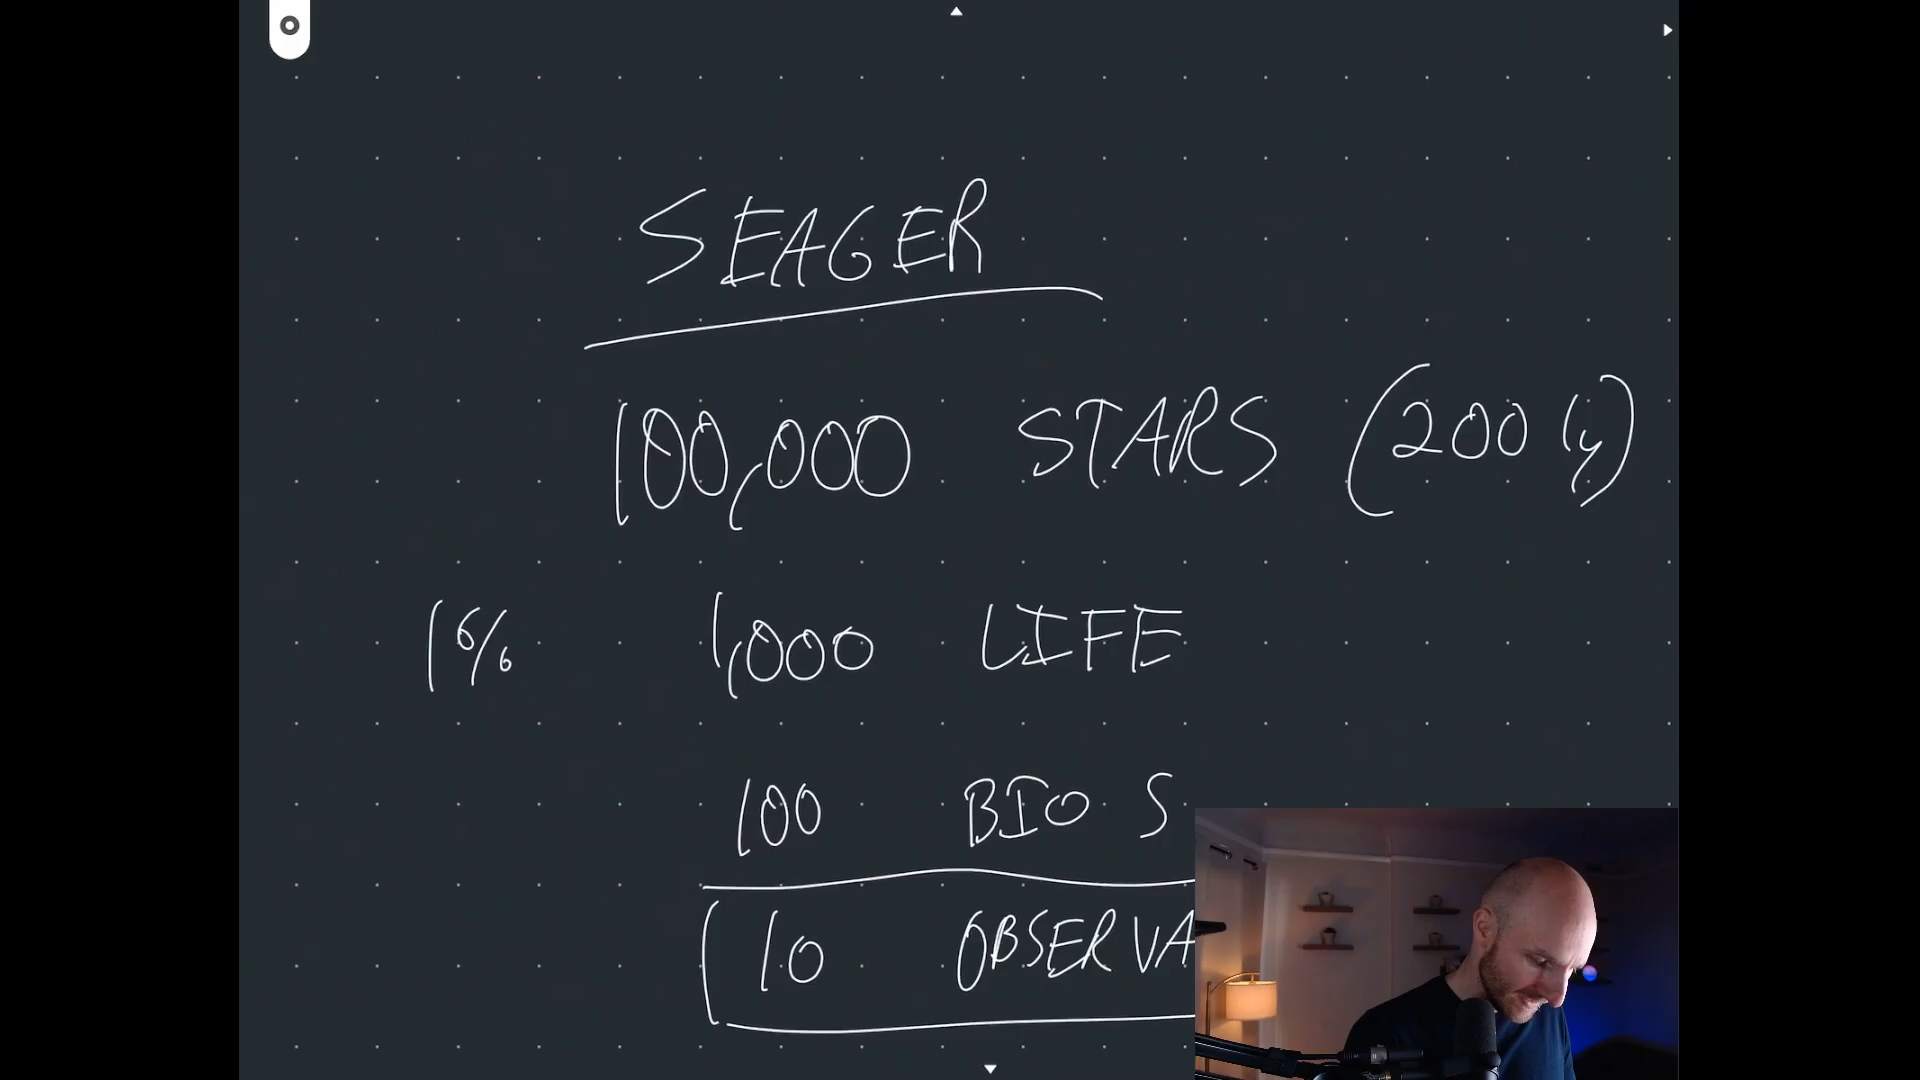 SEAGER
100,000 STARS (200 ly)
1% 1,000 LIFE
100 BIO S
10 OBSERVA